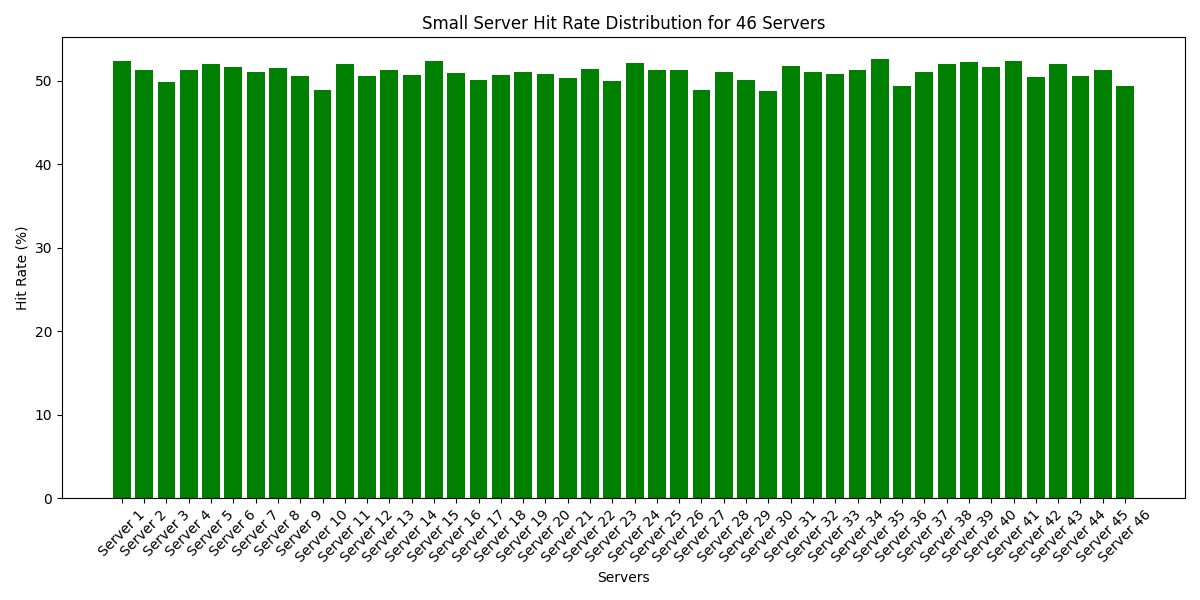 Small Server Hit Rate Distribution for 46 Servers
Hit Rate (%)
50
40
30
20
10
0
Server 1
Server 2
Server 3
Server 4
Server 5
Server 6
Server 7
Server 8
Server 9
Server 10
Server 11
Server 12
Server 13
Server 14
Server 15
Server 16
Server 17
Server 18
Server 19
Server 20
Server 21
Server 22
Server 23
Server 24
Server 25
Server 26
Server 27
Server 28
Server 29
Server 30
Server 31
Server 32
Server 33
Server 34
Server 35
Server 36
Server 37
Server 38
Server 39
Server 40
Server 41
Server 42
Server 43
Server 44
Server 45
Server 46
Servers